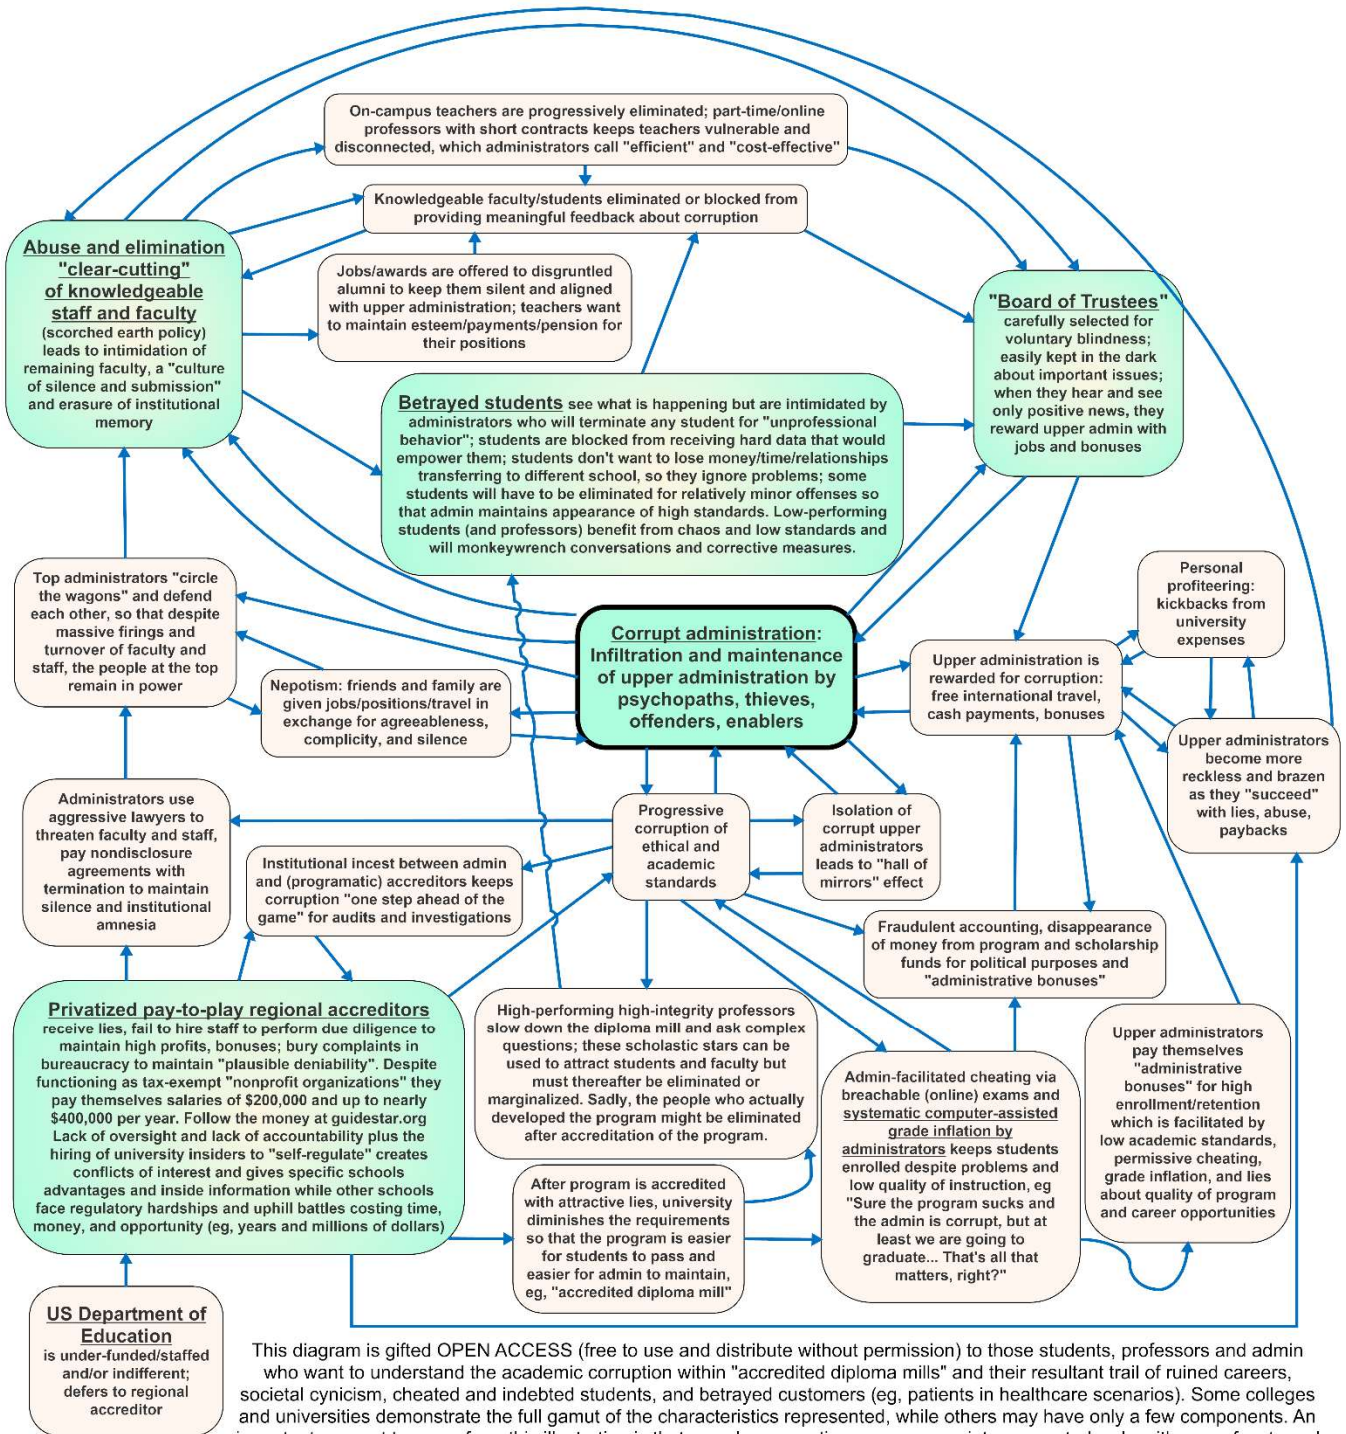 On-campus teachers are progressively eliminated; part-time/online
professors with short contracts keeps teachers vulnerable and
disconnected, which administrators call "efficient" and "cost-effective"
Knowledgeable faculty/students eliminated or blocked from
providing meaningful feedback about corruption
Abuse and elimination
"clear-cutting"
of knowledgeable
staff and faculty
(scorched earth policy)
leads to intimidation of
remaining faculty, a "culture
of silence and submission"
and erasure of institutional
memory
Jobs/awards are offered to disgruntled
alumni to keep them silent and aligned
with upper administration; teachers want
to maintain esteem/payments/pension for
their positions
"Board of Trustees"
carefully selected for
voluntary blindness;
easily kept in the dark
about important issues;
when they hear and see
only positive news, they
reward upper admin with
jobs and bonuses
Betrayed students see what is happening but are intimidated by
administrators who will terminate any student for "unprofessional
behavior"; students are blocked from receiving hard data that would
empower them; students don't want to lose money/time/relationships
transferring to different school, so they ignore problems; some
students will have to be eliminated for relatively minor offenses so
that admin maintains appearance of high standards. Low-performing
students (and professors) benefit from chaos and low standards and
will monkeywrench conversations and corrective measures.
Top administrators "circle
the wagons" and defend
each other, so that despite
massive firings and
turnover of faculty and
staff, the people at the top
remain in power
Nepotism: friends and family are
given jobs/positions/travel in
exchange for agreeableness,
complicity, and silence
Corrupt administration:
Infiltration and maintenance
of upper administration by
psychopaths, thieves,
offenders, enablers
Upper administration is
rewarded for corruption:
free international travel,
cash payments, bonuses
Personal
profiteering:
kickbacks from
university
expenses
Upper administrators
become more
reckless and brazen
as they "succeed"
with lies, abuse,
paybacks
Administrators use
aggressive lawyers to
threaten faculty and staff,
pay nondisclosure
agreements with
termination to maintain
silence and institutional
amnesia
Institutional incest between admin
and (programatic) accreditors keeps
corruption "one step ahead of the
game" for audits and investigations
Progressive
corruption of
ethical and
academic
standards
Isolation of
corrupt upper
administrators
leads to "hall of
mirrors" effect
Fraudulent accounting, disappearance
of money from program and scholarship
funds for political purposes and
"administrative bonuses"
Privatized pay-to-play regional accreditors
receive lies, fail to hire staff to perform due diligence to
maintain high profits, bonuses; bury complaints in
bureaucracy to maintain "plausible deniability". Despite
functioning as tax-exempt "nonprofit organizations" they
pay themselves salaries of $200,000 and up to nearly
$400,000 per year. Follow the money at guidestar.org
Lack of oversight and lack of accountability plus the
hiring of university insiders to "self-regulate" creates
conflicts of interest and gives specific schools
advantages and inside information while other schools
face regulatory hardships and uphill battles costing time,
money, and opportunity (eg, years and millions of dollars)
High-performing high-integrity professors
slow down the diploma mill and ask complex
questions; these scholastic stars can be
used to attract students and faculty but
must thereafter be eliminated or
marginalized. Sadly, the people who actually
developed the program might be eliminated
after accreditation of the program.
After program is accredited
with attractive lies, university
diminishes the requirements
so that the program is easier
for students to pass and
easier for admin to maintain,
eg, "accredited diploma mill"
Admin-facilitated cheating via
breachable (online) exams and
systematic computer-assisted
grade inflation by
administrators keeps students
enrolled despite problems and
low quality of instruction, eg
"Sure the program sucks and
the admin is corrupt, but at
least we are going to
graduate... That's all that
matters, right?"
Upper administrators
pay themselves
"administrative
bonuses" for high
enrollment/retention
which is facilitated by
low academic standards,
permissive cheating,
grade inflation, and lies
about quality of program
and career opportunities
US Department of
Education
is under-funded/staffed
and/or indifferent;
defers to regional
accreditor
This diagram is gifted OPEN ACCESS (free to use and distribute without permission) to those students, professors and admin
who want to understand the academic corruption within "accredited diploma mills" and their resultant trail of ruined careers,
societal cynicism, cheated and indebted students, and betrayed customers (eg, patients in healthcare scenarios). Some colleges
and universities demonstrate the full gamut of the characteristics represented, while others may have only a few components. An